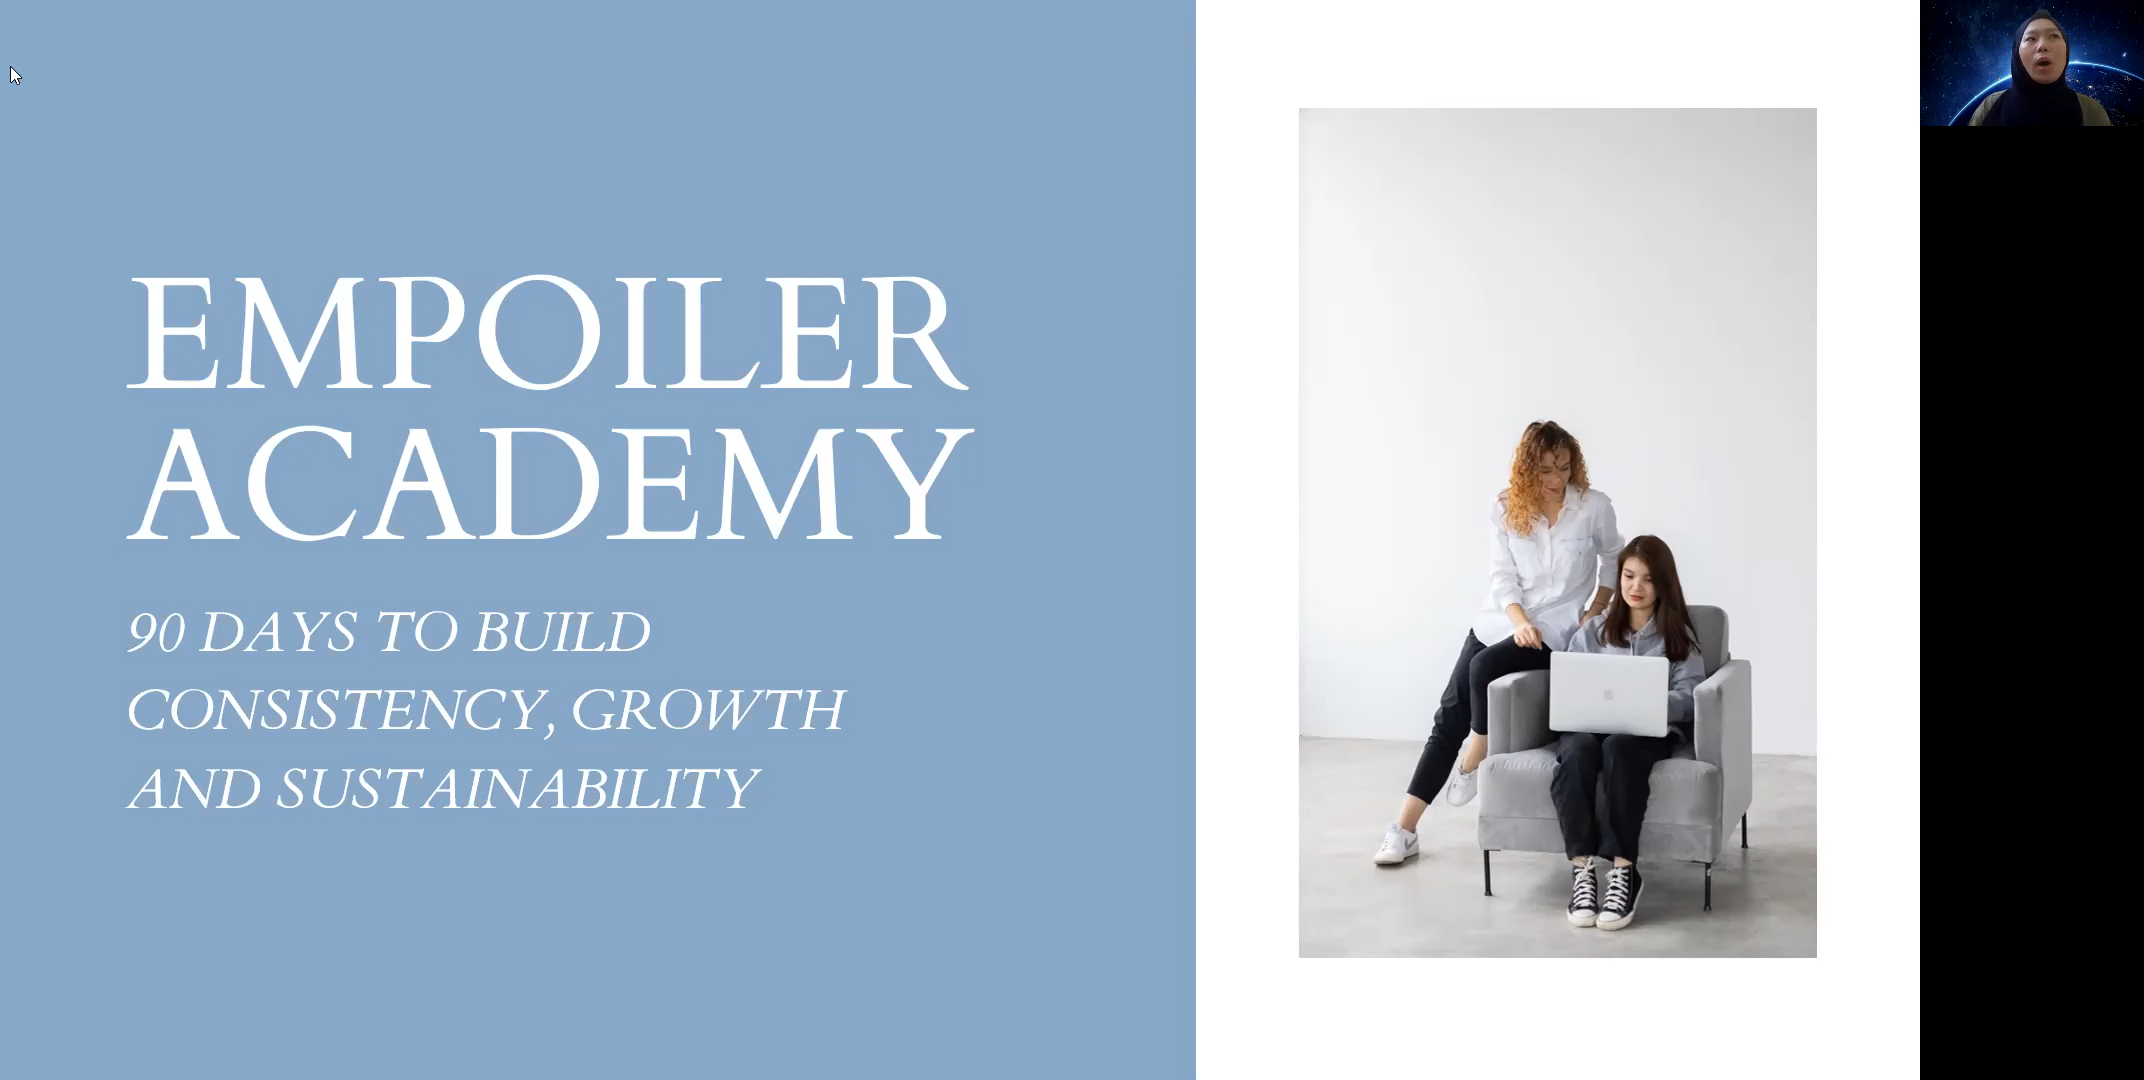 EMPOILER
ACADEMY
90 DAYS TO BUILD
CONSISTENCY, GROWTH
AND SUSTAINABILITY